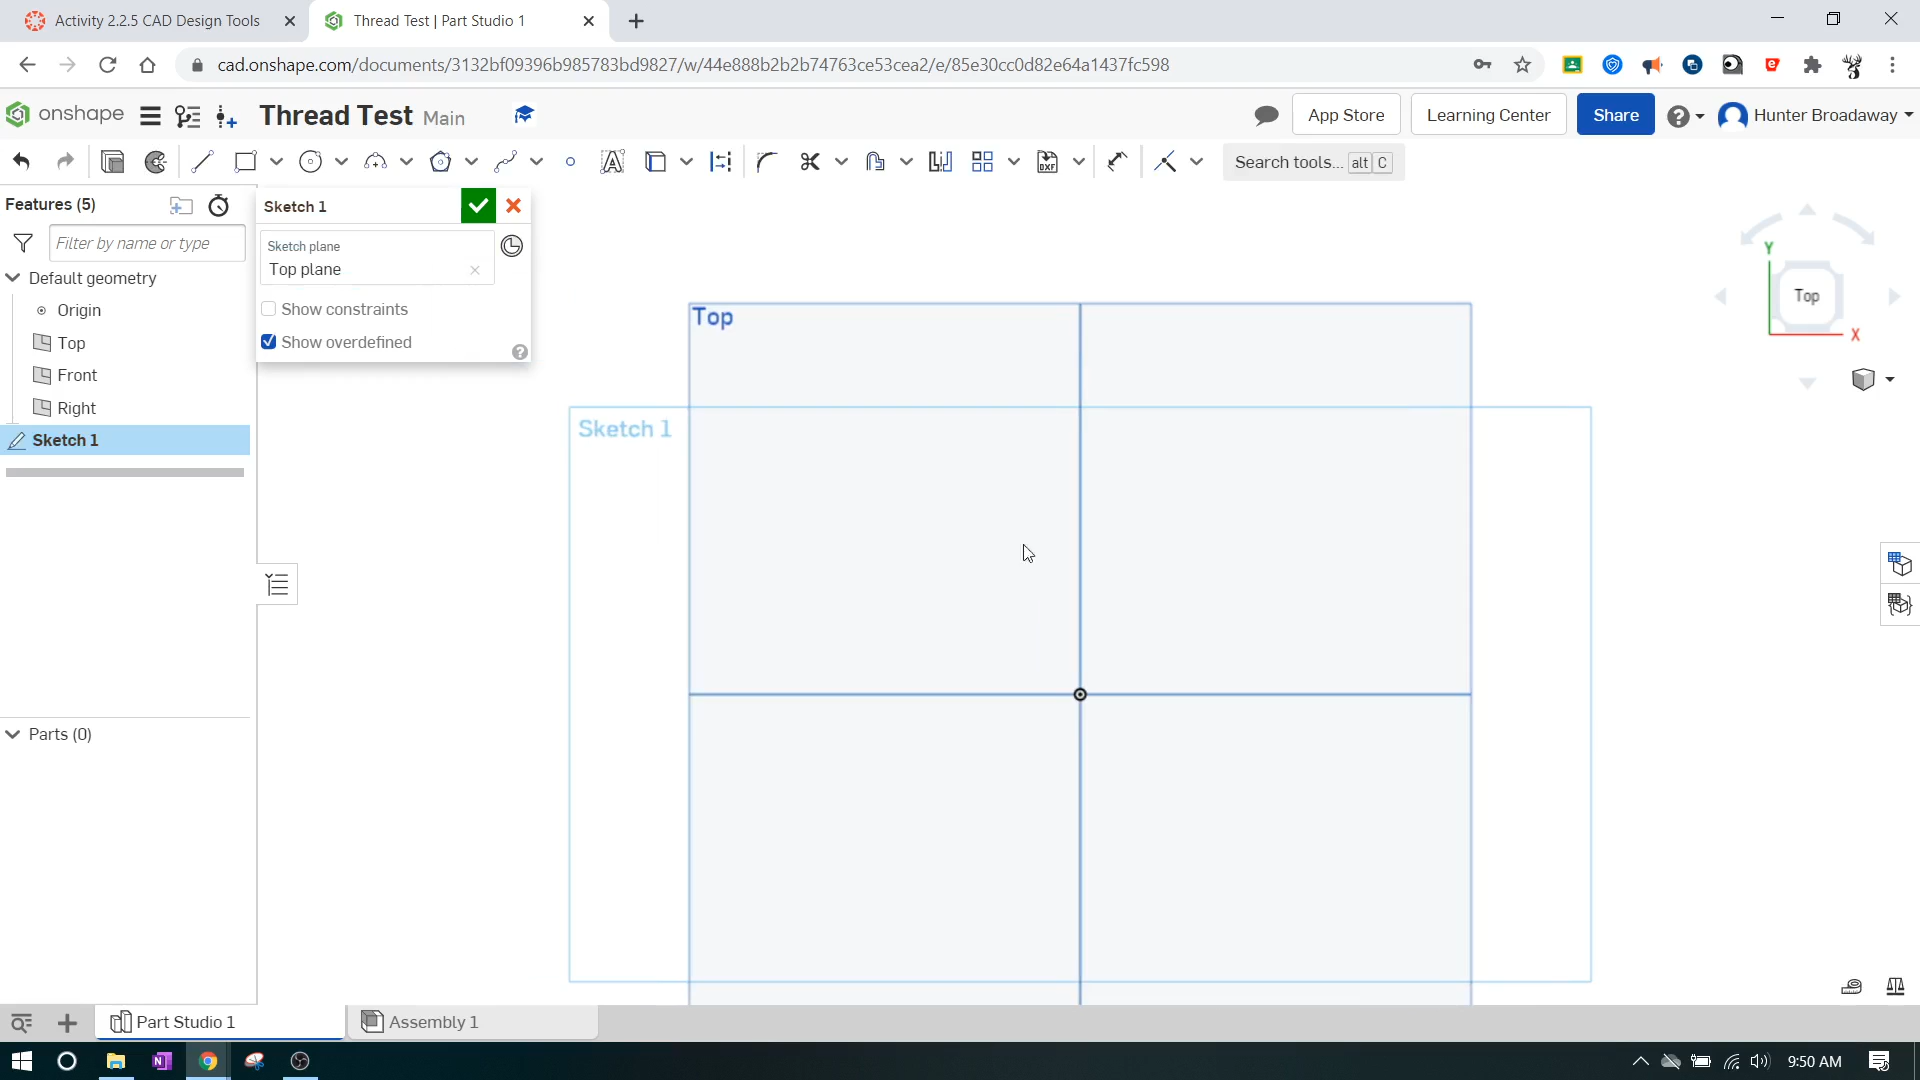 Activity 2.2.5 CAD Design Tools
Thread Test | Part Studio 1
cad.onshape.com/documents/3132bf09396b985783bd9827/w/44e888b2b2b74763ce53cea2/e/85e30cc0d82e64a1437fc598
onshape
Thread Test Main
App Store
Learning Center
Share
Hunter Broadaway
Search tools... alt C
Features (5)
Filter by name or type
Default geometry
Origin
Top
Front
Right
Sketch 1
Parts (0)
Sketch 1
Sketch plane
Top plane
Show constraints
Show overdefined
Top
Sketch 1
Y
Top
X
Part Studio 1
Assembly 1
9:50 AM